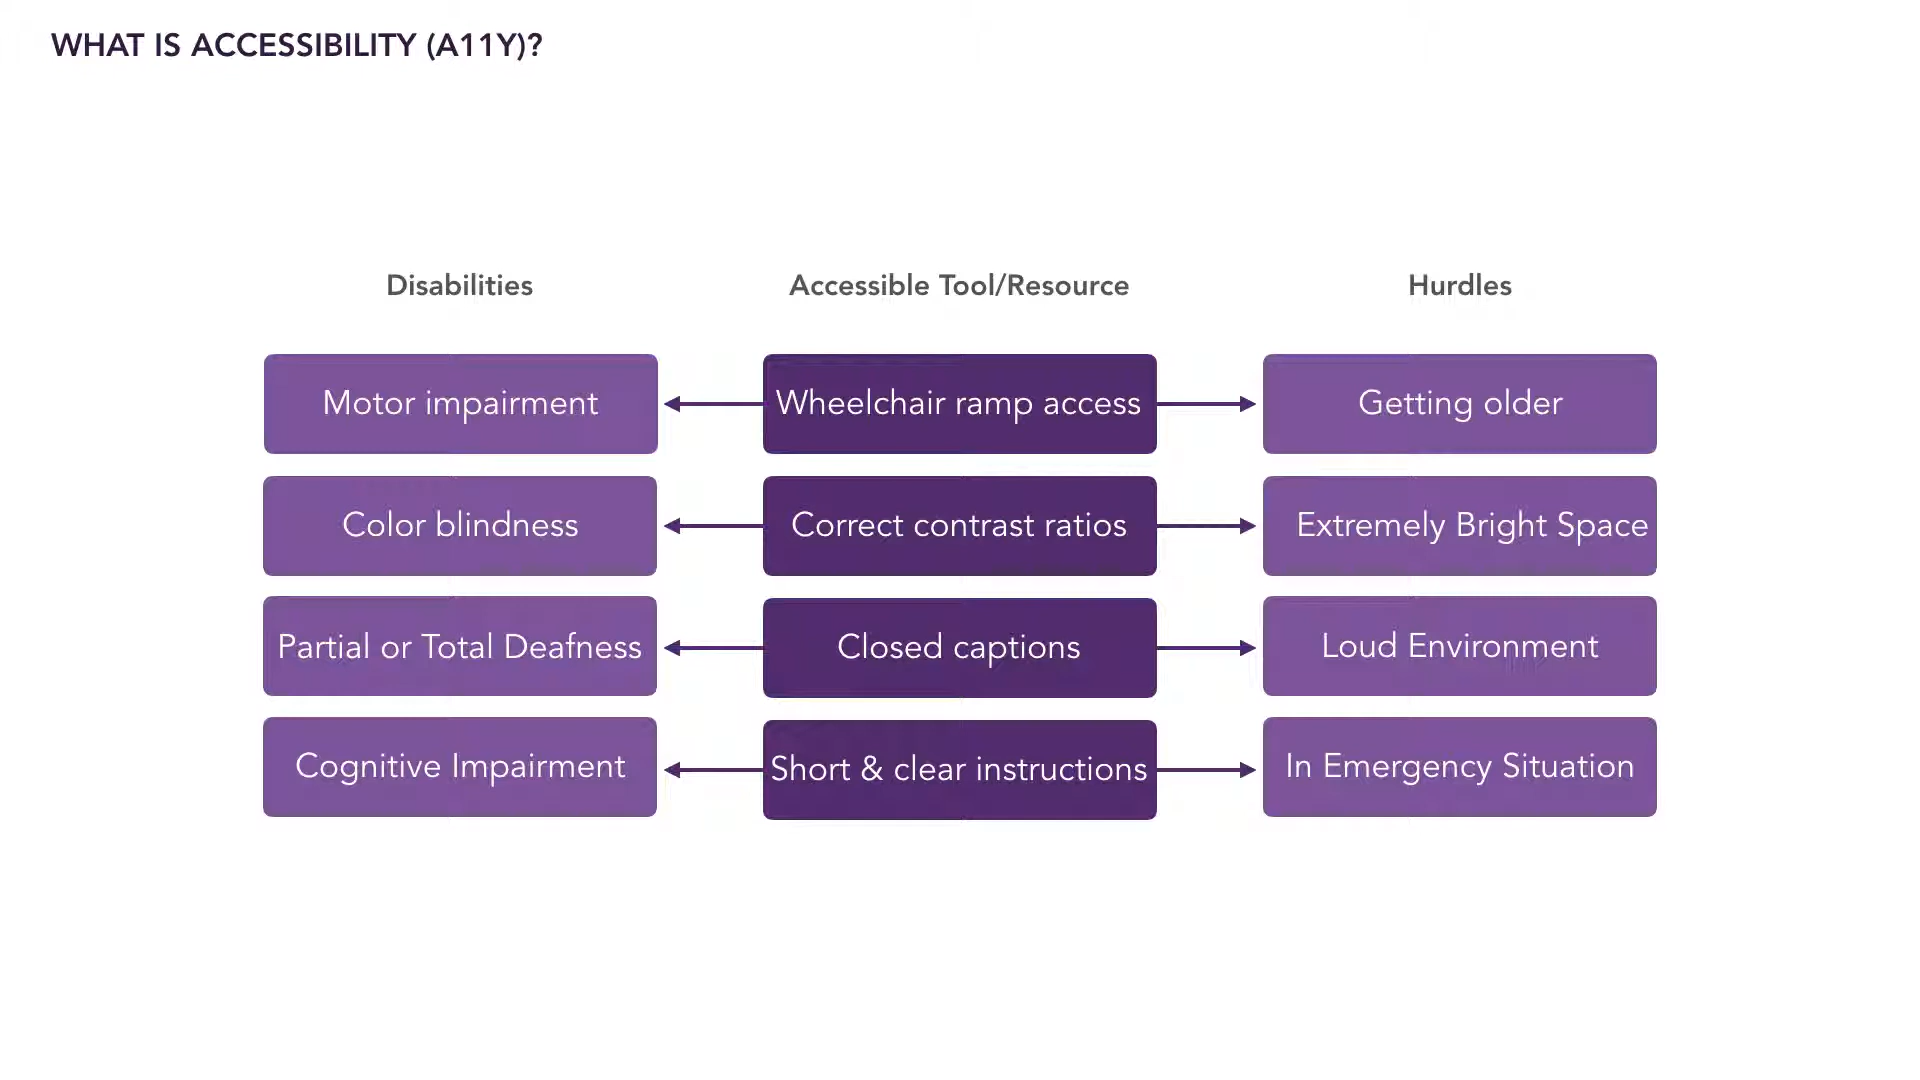 WHAT IS ACCESSIBILITY (A11Y)?
Disabilities
Accessible Tool/Resource
Hurdles
Motor impairment
Wheelchair ramp access
Getting older
Color blindness
Correct contrast ratios
Extremely Bright Space
Partial or Total Deafness
Closed captions
Loud Environment
Cognitive Impairment
Short & clear instructions
In Emergency Situation